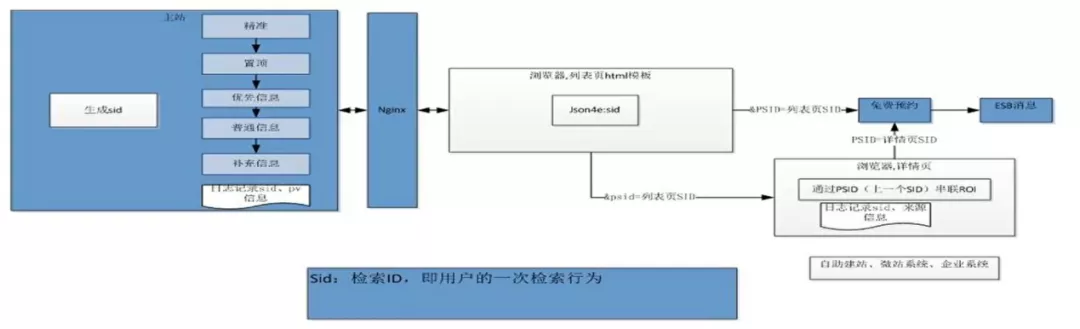 主站
精准
置顶
优先信息
普通信息
补充信息
生成sid
日志记录sid、pv
信息
Nginx
浏览器,列表页html模板
Json4e:sid
&PSID=列表页SID
免费预约
ESB消息
PSID=详情页SID
浏览器,详情页
通过PSID（上一个SID）串联ROI
日志记录sid、来源
信息
&psid=列表页SID
自助建站、微站系统、企业系统
Sid：检索ID，即用户的一次检索行为